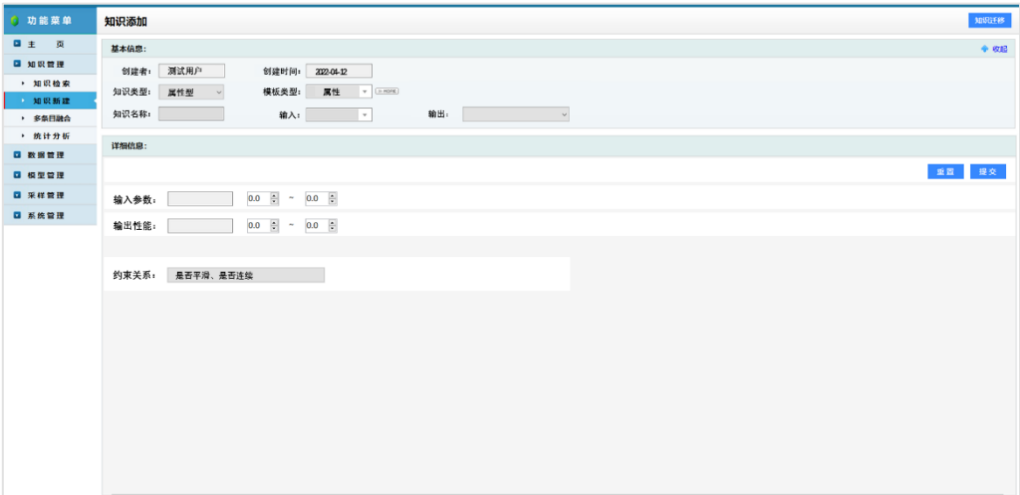 功能菜单
主 页
知识管理
知识检索
知识新建
多条目融合
统计分析
数据管理
模型管理
采样管理
系统管理
知识添加
知识迁移
基本信息:
收起
创建者: 测试用户 创建时间: 2022-04-12
知识类型: 属性型 模板类型: 属性
知识名称: 输入: 输出:
详细信息:
重置 提交
输入参数: 0.0 ~ 0.0
输出性能: 0.0 ~ 0.0
约束关系: 是否平滑、是否连续